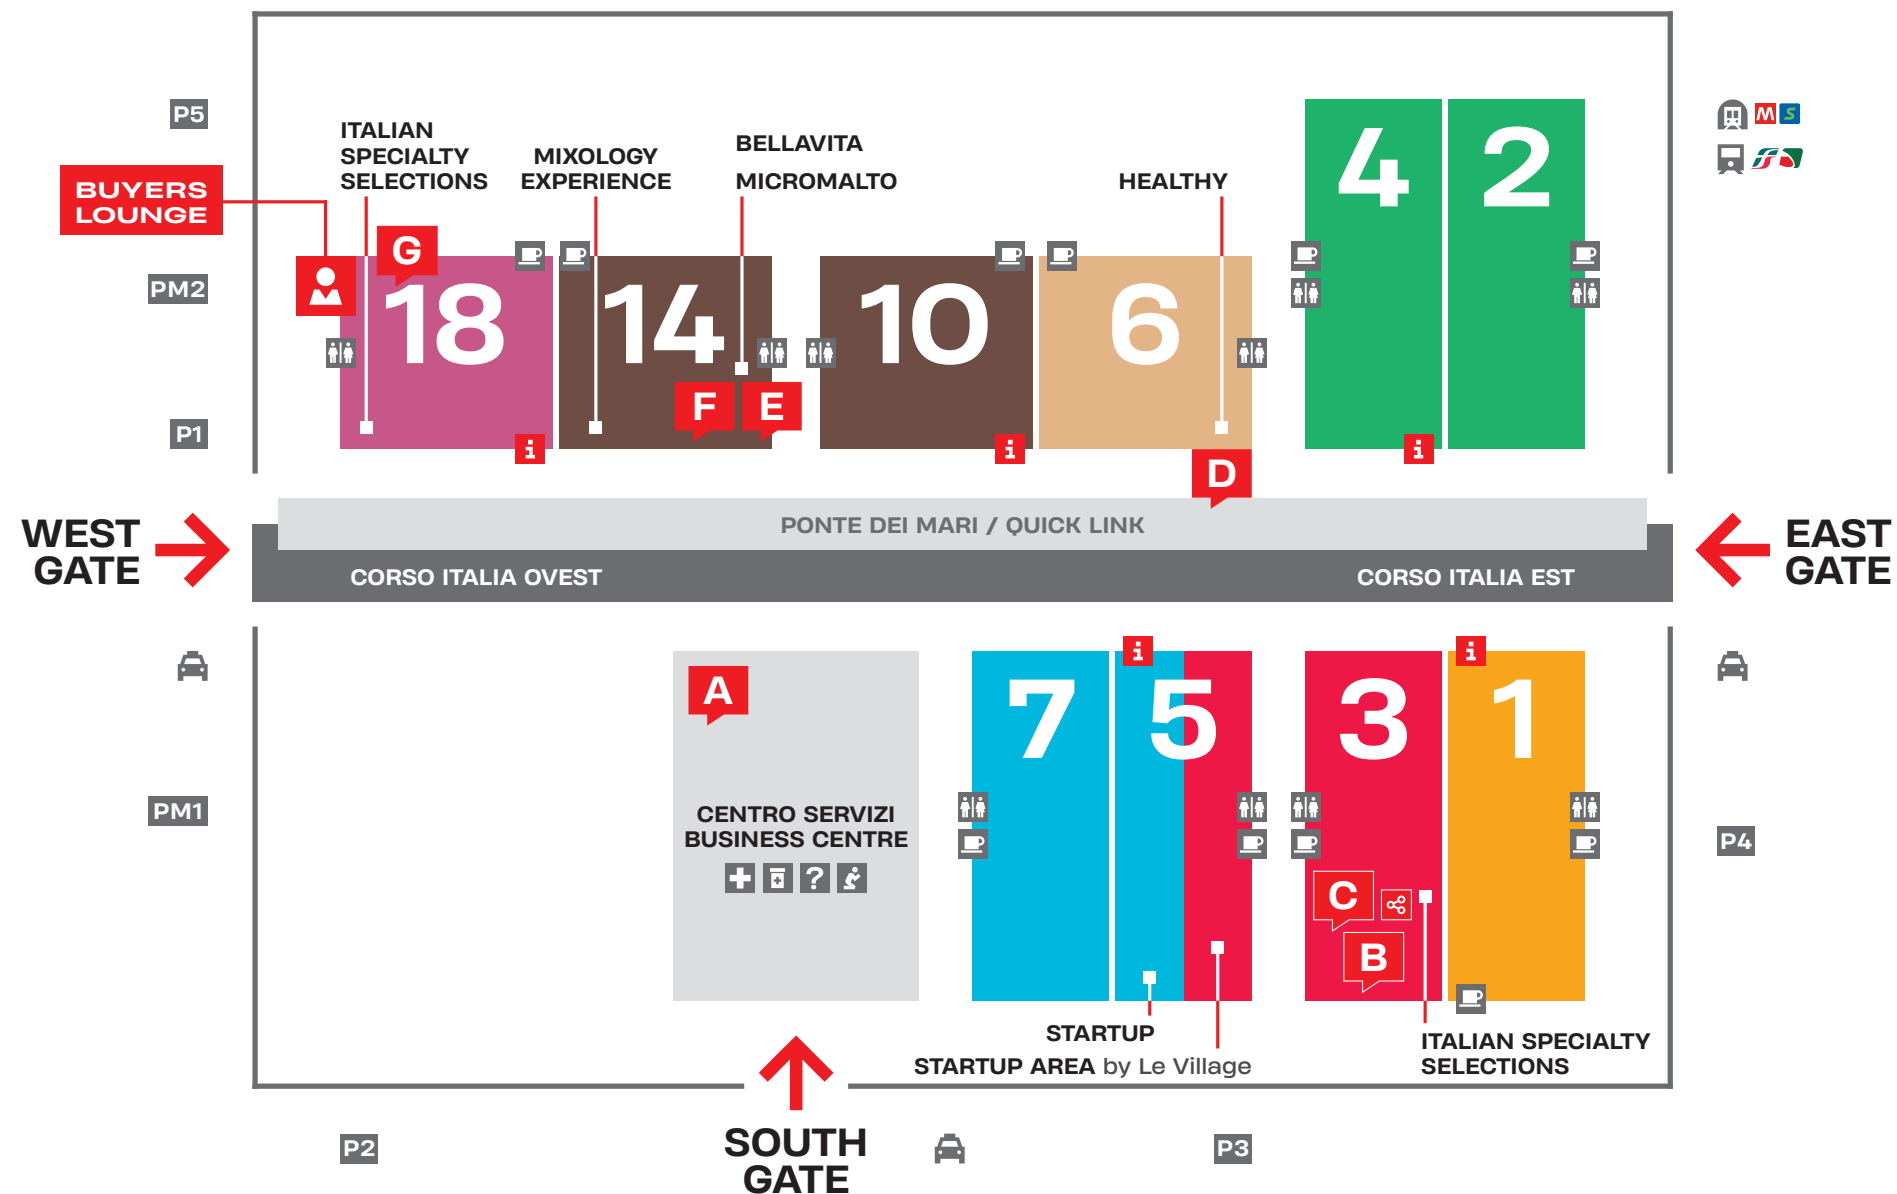 P5
ITALIAN
SPECIALTY
SELECTIONS
MIXOLOGY
EXPERIENCE
BELLAVITA
MICROMALTO
HEALTHY
4
2
M S
BUYERS
LOUNGE
G
18
14
10
6
PM2
F
E
P1
i
i
i
D
WEST
GATE
PONTE DEI MARI / QUICK LINK
EAST
GATE
CORSO ITALIA OVEST
CORSO ITALIA EST
i
i
A
7
5
3
1
PM1
CENTRO SERVIZI
BUSINESS CENTRE
?
P4
C
B
STARTUP
STARTUP AREA by Le Village
ITALIAN SPECIALTY
SELECTIONS
P2
SOUTH
GATE
P3